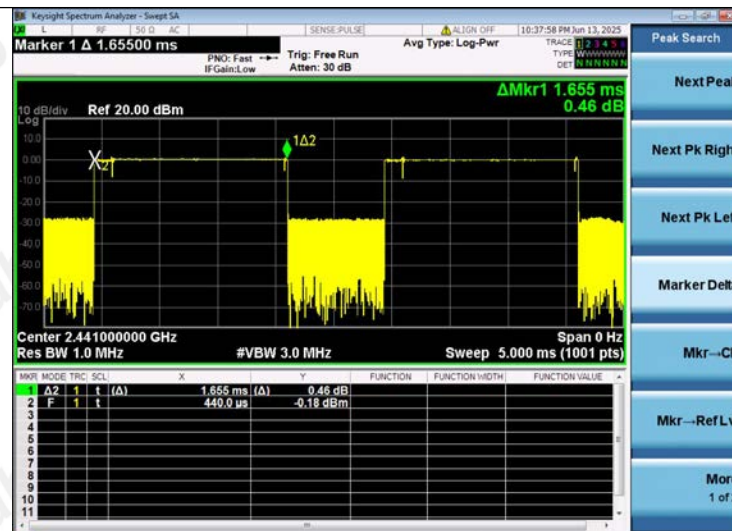 Keysight Spectrum Analyzer - Swept SA
L RF 50 Ω AC SENSE:PULSE ALIGN OFF 10:37:58 PM Jun 13, 2025
Marker 1 Δ 1.65500 ms
PNO: Fast
IFGain:Low
Trig: Free Run
Atten: 30 dB
Avg Type: Log-Pwr
TRACE 1 2 3 4 5 6
TYPE W
DET N N N N N N
ΔMkr1 1.655 ms
0.46 dB
10 dB/div Ref 20.00 dBm
Log
10.0
0.00
-10.0
-20.0
-30.0
-40.0
-50.0
-60.0
-70.0
1Δ2
X2
Center 2.441000000 GHz
Span 0 Hz
Res BW 1.0 MHz #VBW 3.0 MHz Sweep 5.000 ms (1001 pts)
MKR MODE TRC SCL X Y FUNCTION FUNCTION WIDTH FUNCTION VALUE
1 Δ2 1 t (Δ) 1.655 ms (Δ) 0.46 dB
2 F 1 t 440.0 µs -0.18 dBm
3
4
5
6
7
8
9
10
11
Peak Search
Next Pea
Next Pk Righ
Next Pk Lef
Marker Delt
Mkr→C
Mkr→Ref Lv
Mor
1 of